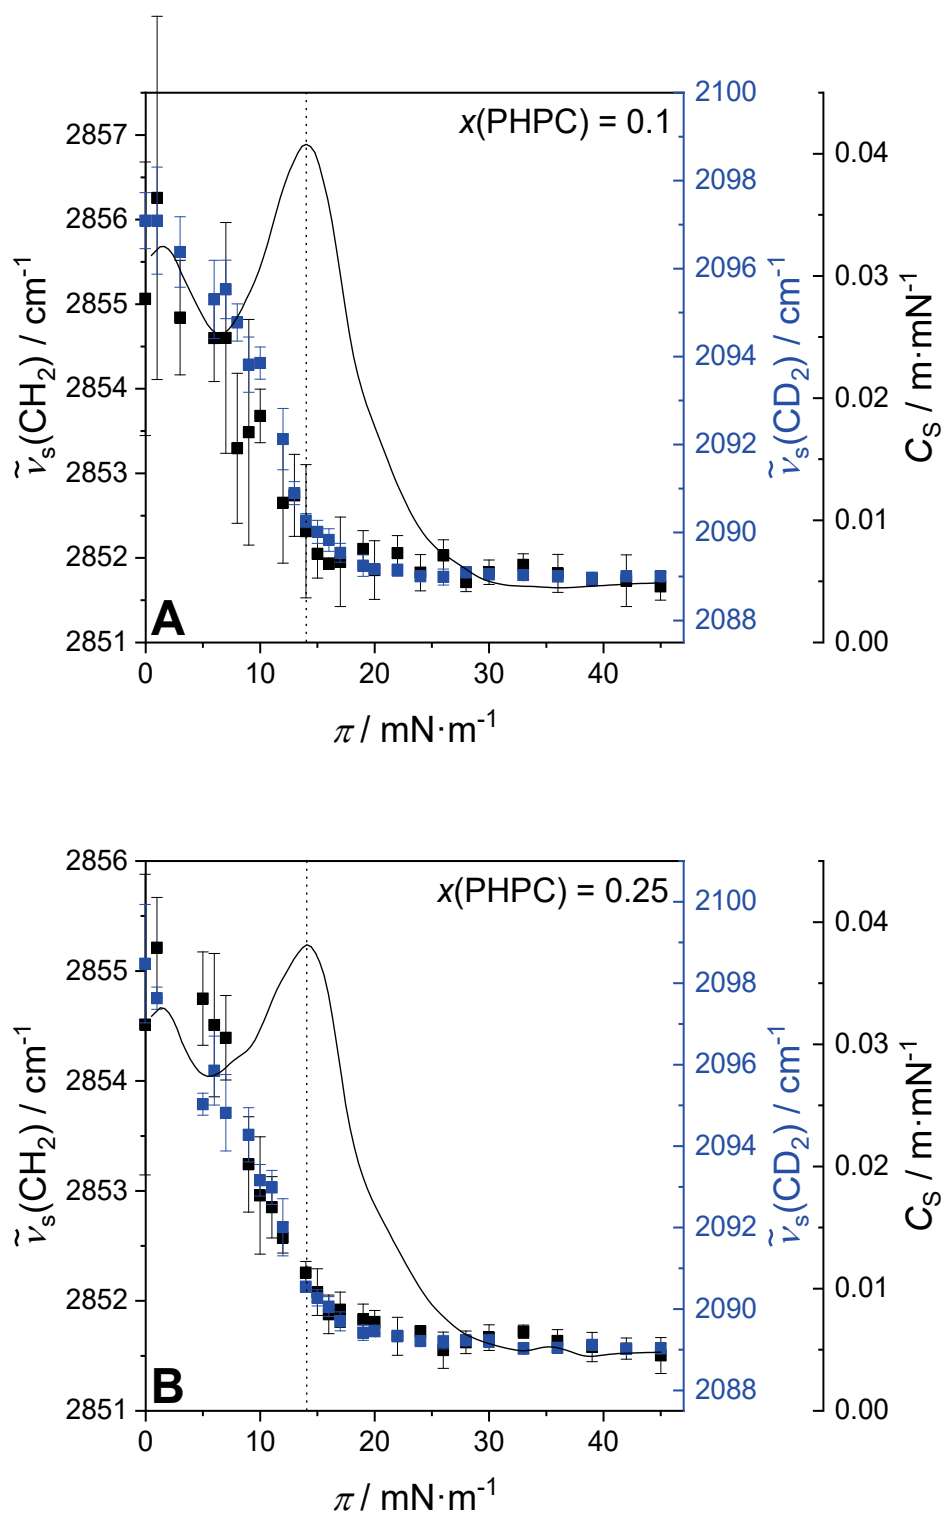 x(PHPC) = 0.1
2857
2856
2855
2854
2853
2852
2851
ṽs(CH2) / cm-1
2100
2098
2096
2094
2092
2090
2088
ṽs(CD2) / cm-1
0.04
0.03
0.02
0.01
0.00
CS / m·mN-1
A
0 10 20 30 40
π / mN·m-1
x(PHPC) = 0.25
2856
2855
2854
2853
2852
2851
ṽs(CH2) / cm-1
2100
2098
2096
2094
2092
2090
2088
ṽs(CD2) / cm-1
0.04
0.03
0.02
0.01
0.00
CS / m·mN-1
B
0 10 20 30 40
π / mN·m-1